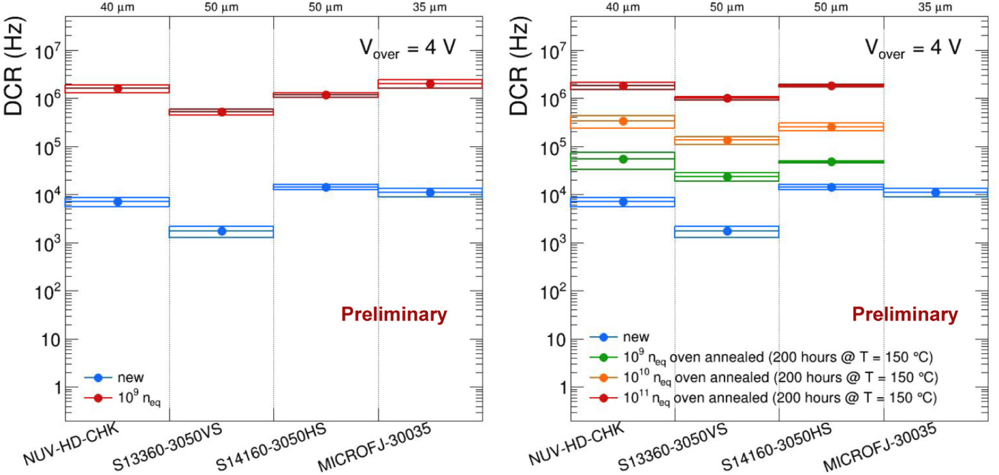 40 μm 50 μm 50 μm 35 μm
DCR (Hz)
V_over = 4 V
10^7
10^6
10^5
10^4
10^3
10^2
10
1
Preliminary
new
10^9 n_eq
NUV-HD-CHK
S13360-3050VS
S14160-3050HS
MICROFJ-30035
40 μm 50 μm 50 μm 35 μm
DCR (Hz)
V_over = 4 V
10^7
10^6
10^5
10^4
10^3
10^2
10
1
Preliminary
new
10^9 n_eq oven annealed (200 hours @ T = 150 °C)
10^10 n_eq oven annealed (200 hours @ T = 150 °C)
10^11 n_eq oven annealed (200 hours @ T = 150 °C)
NUV-HD-CHK
S13360-3050VS
S14160-3050HS
MICROFJ-30035